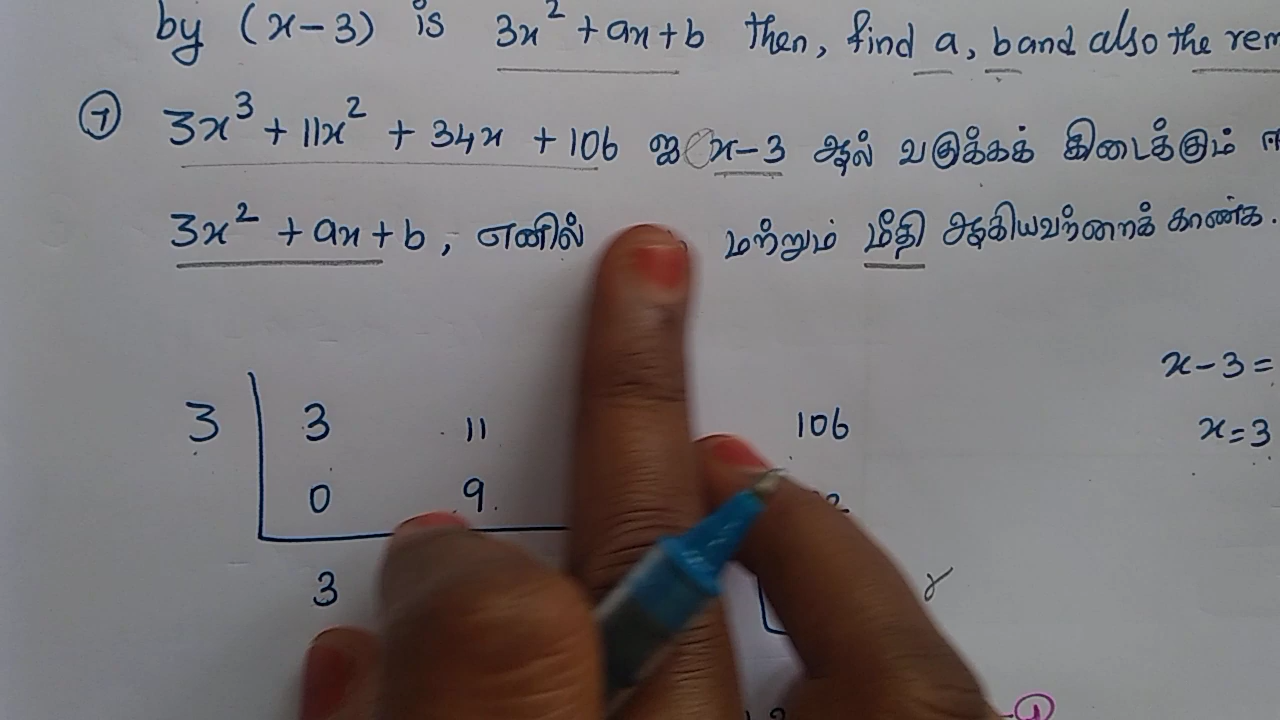 by (x-3) is 3x² + ax + b then, find a, b and also the rem
⑦ 3x³ + 11x² + 34x + 106 ஐ x-3 ஆல் வகுக்கக் கிடைக்கும் ஈ
3x² + ax + b, எனில் மற்றும் மீதி ஆகியவற்றைக் காண்க.
x-3=
3 3 11 106
x=3
0 9
3 r
①